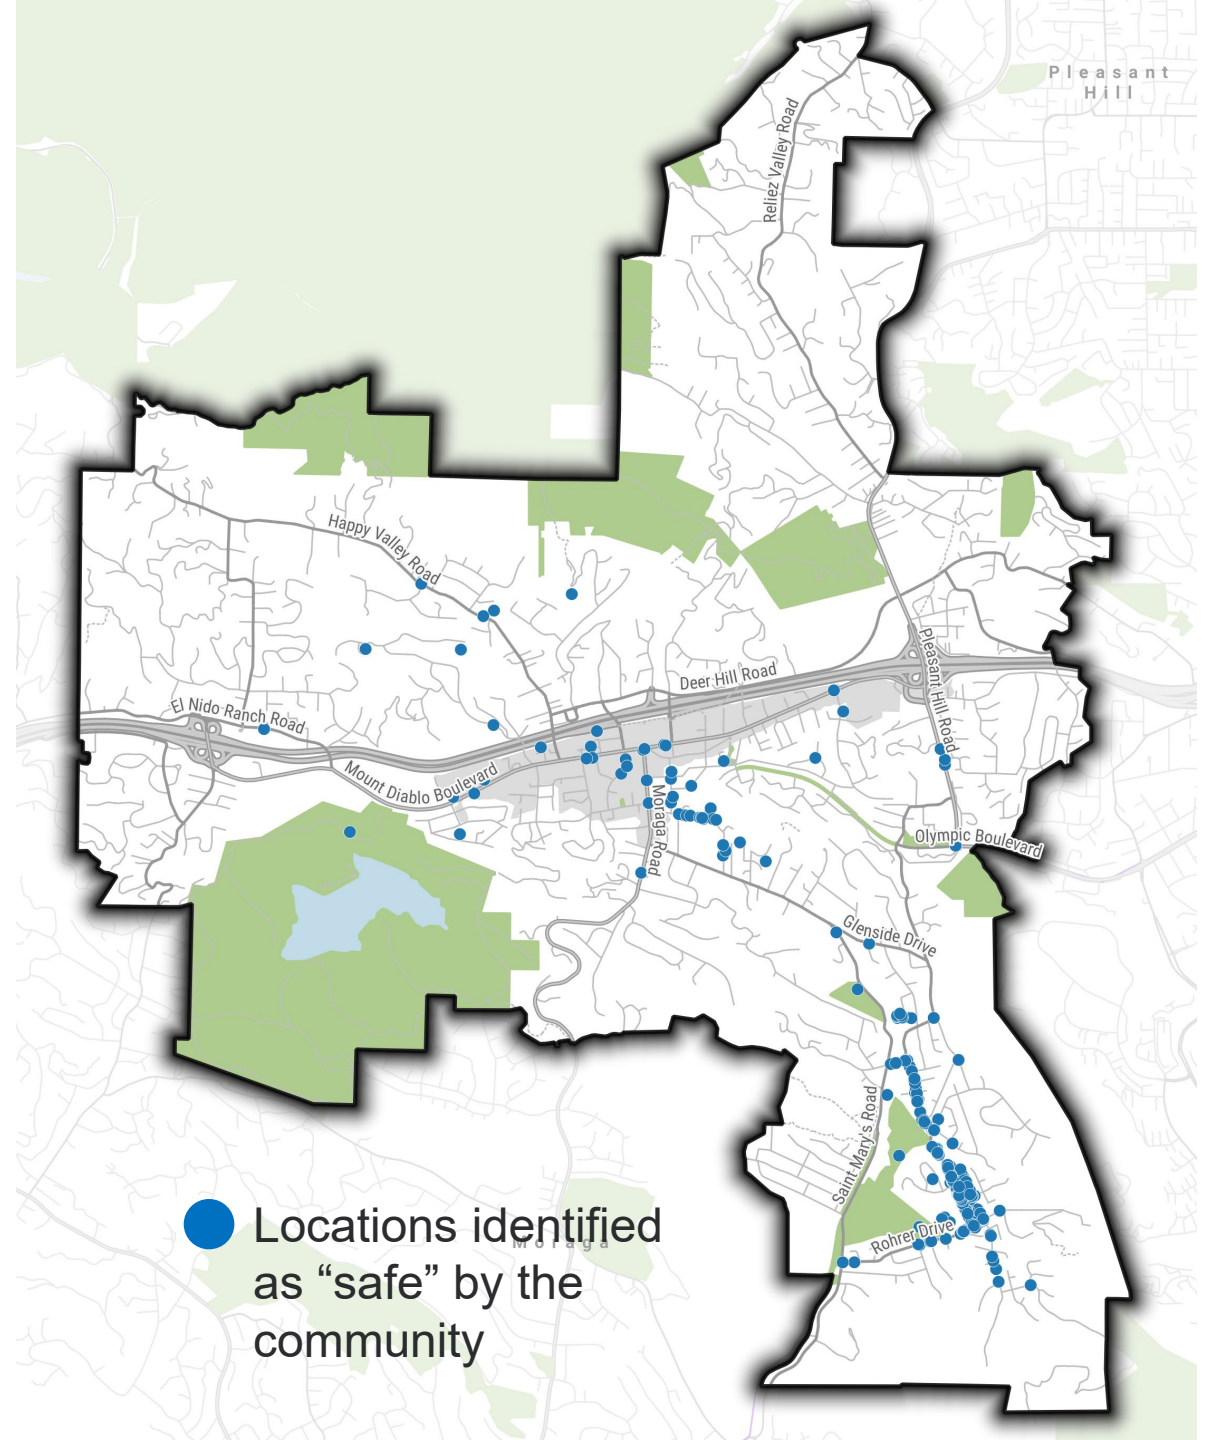 Pleasant
Hill
Reliez Valley Road
Happy Valley Road
Deer Hill Road
Pleasant Hill Road
El Nido Ranch Road
Mount Diablo Boulevard
Moraga Road
Olympic Boulevard
Glenside Drive
Saint Mary's Road
Rohrer Drive
Moraga
Locations identified
as “safe” by the
community